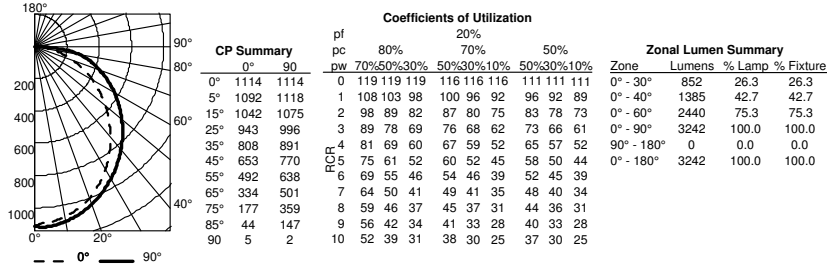 180°
90°
80°
200
400
60°
600
800
40°
1000
0° 20°
0° 90°
CP Summary
0° 90
0° 1114 1114
5° 1092 1118
15° 1042 1075
25° 943 996
35° 808 891
45° 653 770
55° 492 638
65° 334 501
75° 177 359
85° 44 147
90 5 2
Coefficients of Utilization
pf 20%
pc 80% 70% 50%
pw 70%50%30% 50%30%10% 50%30%10%
RCR
0 119 119 119 116 116 116 111 111 111
1 108 103 98 100 96 92 96 92 89
2 98 89 82 87 80 75 83 78 73
3 89 78 69 76 68 62 73 66 61
4 81 69 60 67 59 52 65 57 52
5 75 61 52 60 52 45 58 50 44
6 69 55 46 54 46 39 52 45 39
7 64 50 41 49 41 35 48 40 34
8 59 46 37 45 37 31 44 36 31
9 56 42 34 41 33 28 40 33 28
10 52 39 31 38 30 25 37 30 25
Zonal Lumen Summary
Zone Lumens % Lamp % Fixture
0° - 30° 852 26.3 26.3
0° - 40° 1385 42.7 42.7
0° - 60° 2440 75.3 75.3
0° - 90° 3242 100.0 100.0
90° - 180° 0 0.0 0.0
0° - 180° 3242 100.0 100.0